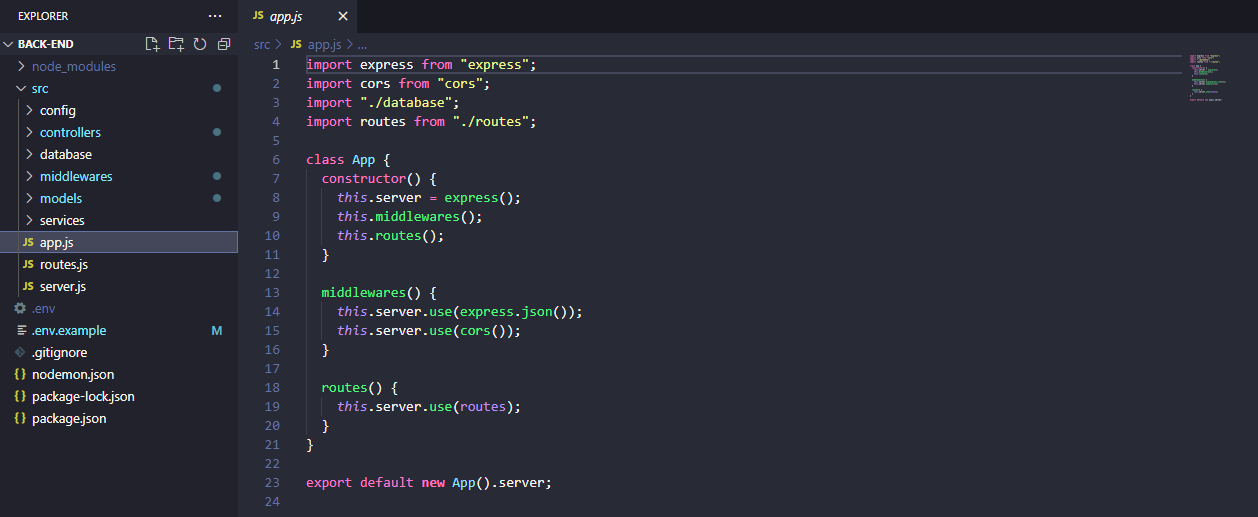 EXPLORER ...
BACK-END
node_modules
src
config
controllers
database
middlewares
models
services
JS app.js
JS routes.js
JS server.js
.env
.env.example M
.gitignore
{} nodemon.json
{} package-lock.json
{} package.json
JS app.js
src > JS app.js > ...
1 import express from "express";
2 import cors from "cors";
3 import "./database";
4 import routes from "./routes";
5
6 class App {
7   constructor() {
8     this.server = express();
9     this.middlewares();
10     this.routes();
11   }
12
13   middlewares() {
14     this.server.use(express.json());
15     this.server.use(cors());
16   }
17
18   routes() {
19     this.server.use(routes);
20   }
21 }
22
23 export default new App().server;
24